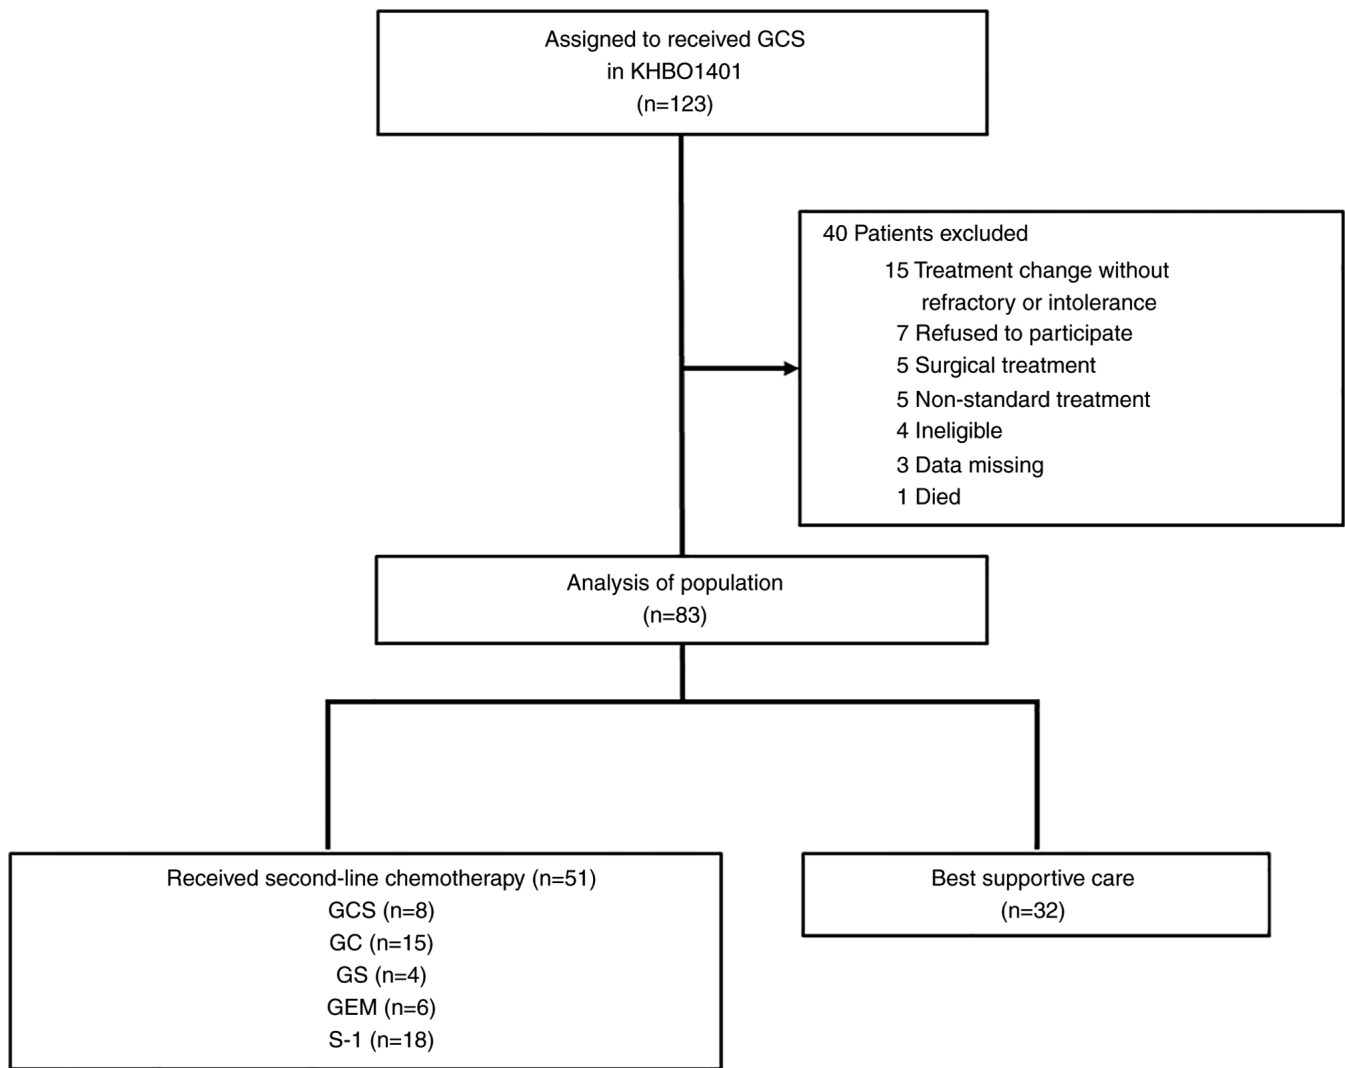 Assigned to received GCS
in KHBO1401
(n=123)
40 Patients excluded
15 Treatment change without
refractory or intolerance
7 Refused to participate
5 Surgical treatment
5 Non-standard treatment
4 Ineligible
3 Data missing
1 Died
Analysis of population
(n=83)
Received second-line chemotherapy (n=51)
GCS (n=8)
GC (n=15)
GS (n=4)
GEM (n=6)
S-1 (n=18)
Best supportive care
(n=32)